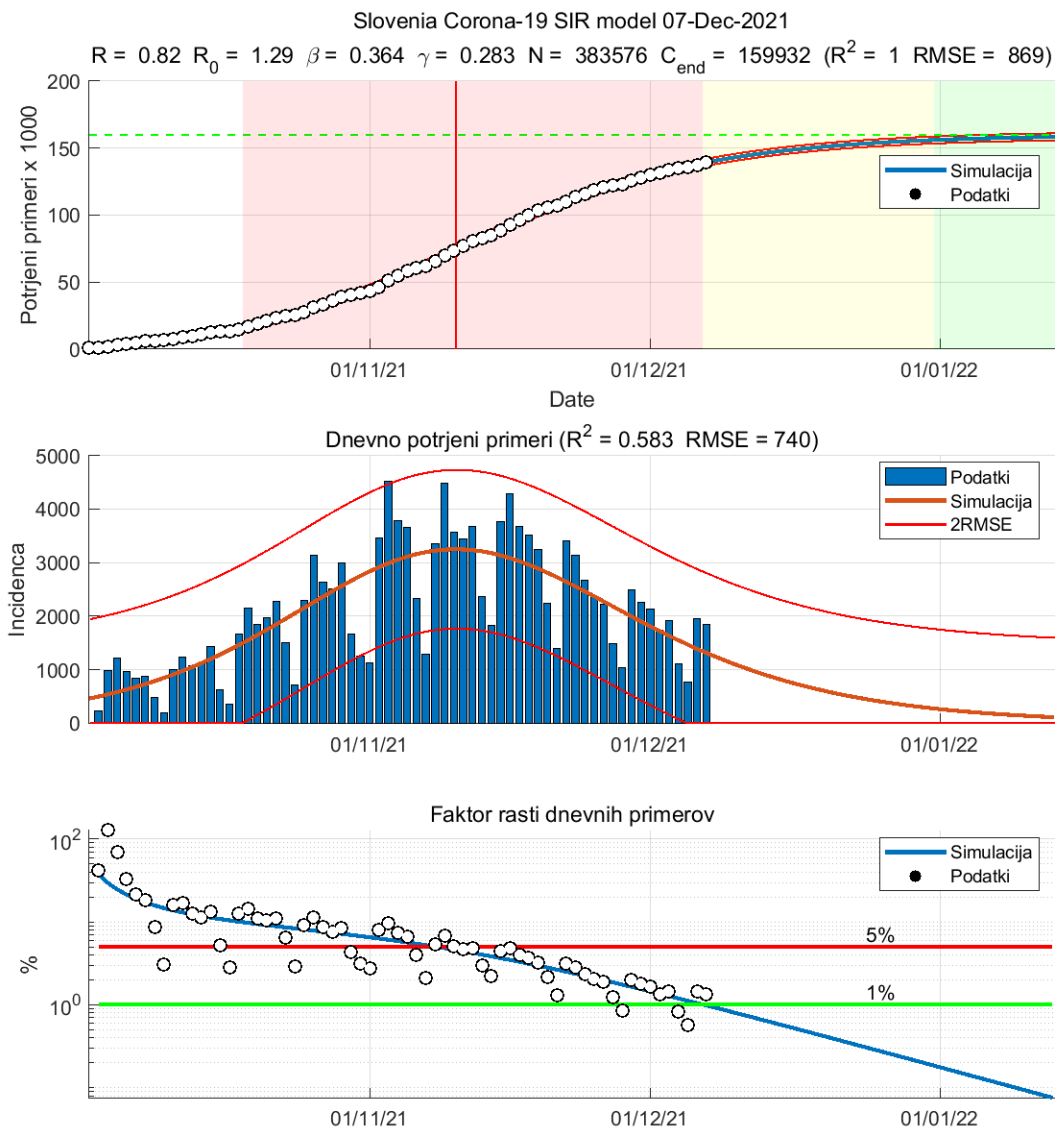 Slovenia Corona-19 SIR model 07-Dec-2021
R = 0.82 R0 = 1.29 β = 0.364 γ = 0.283 N = 383576 Cend = 159932 (R2 = 1 RMSE = 869)
Potrjeni primeri x 1000
200
150
100
50
0
Simulacija
Podatki
01/11/21 01/12/21 01/01/22
Date
Dnevno potrjeni primeri (R2 = 0.583 RMSE = 740)
Incidenca
5000
4000
3000
2000
1000
0
Podatki
Simulacija
2RMSE
01/11/21 01/12/21 01/01/22
Faktor rasti dnevnih primerov
%
10^2
10^0
Simulacija
Podatki
5%
1%
01/11/21 01/12/21 01/01/22